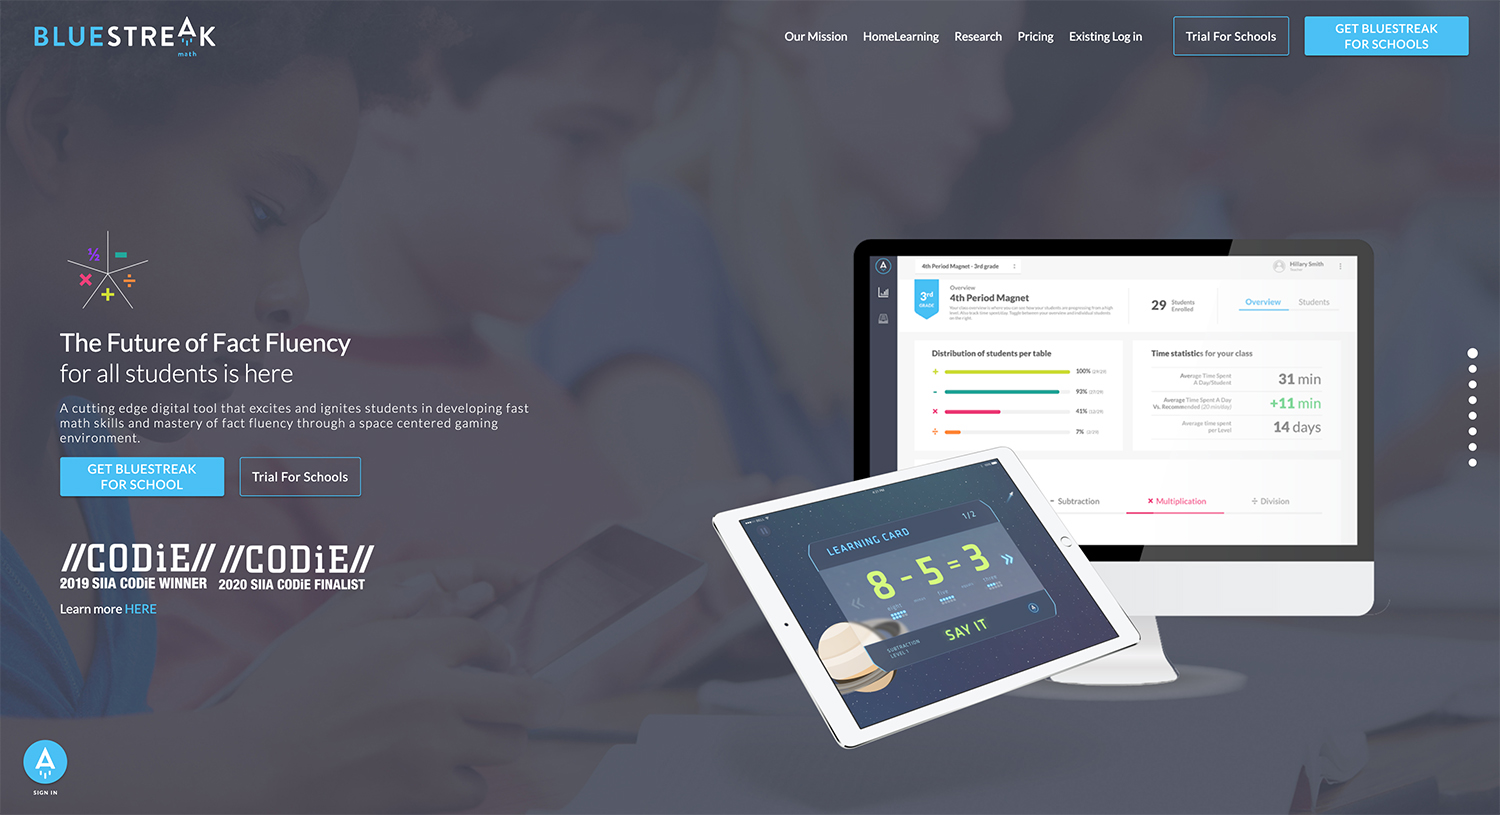 BLUESTREAK
math
Our Mission
HomeLearning
Research
Pricing
Existing Log in
Trial For Schools
GET BLUESTREAK
FOR SCHOOLS
½
The Future of Fact Fluency
for all students is here
A cutting edge digital tool that excites and ignites students in developing fast
math skills and mastery of fact fluency through a space centered gaming
environment.
GET BLUESTREAK
FOR SCHOOL
Trial For Schools
//CODiE// //CODiE//
2019 SIIA CODiE WINNER 2020 SIIA CODiE FINALIST
Learn more HERE
SIGN IN
4th Period Magnet - 3rd grade
Hillary Smith
3rd
GRADE
Overview
4th Period Magnet
29 Students
Enrolled
Overview
Students
Distribution of students per table
+ 100%
- 93%
× 41%
÷ 7%
Time statistics for your class
Average Time Spent
A Day/Student
31 min
Average Time Spent A Day
Vs. Recommended (20 min/day)
+11 min
Average time spent
per Level
14 days
- Subtraction
× Multiplication
÷ Division
LEARNING CARD
1/2
8 - 5 = 3
SAY IT
SUBTRACTION
LEVEL 1